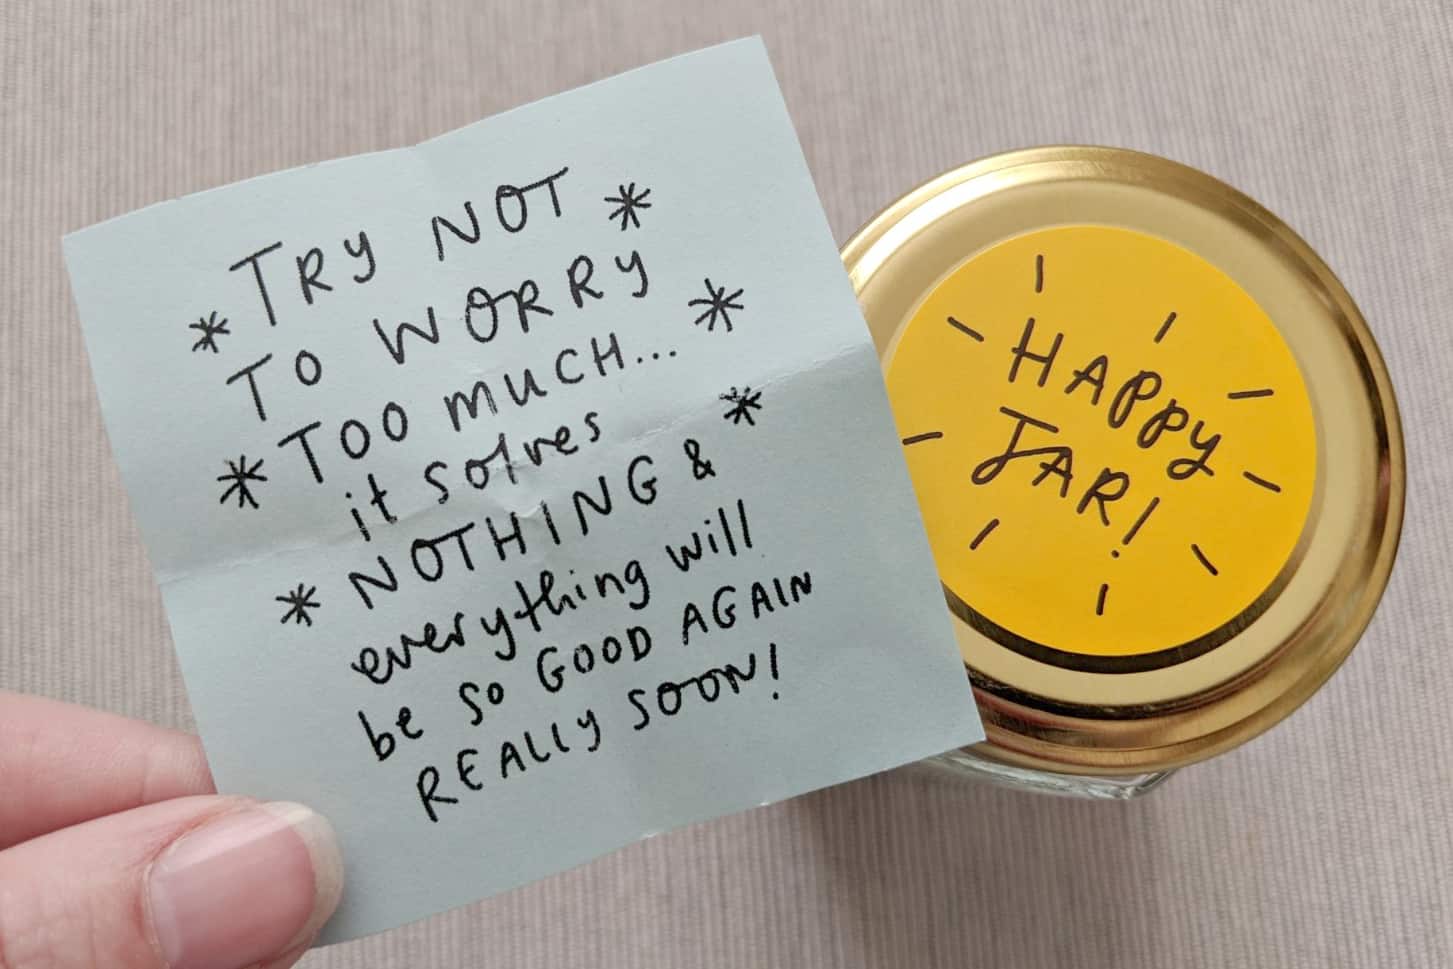 * TRY NOT *
TO WORRY
* TOO MUCH... *
it solves
* NOTHING & *
everything will
be so GOOD AGAIN
REALLY SOON!
HAPPY
JAR!